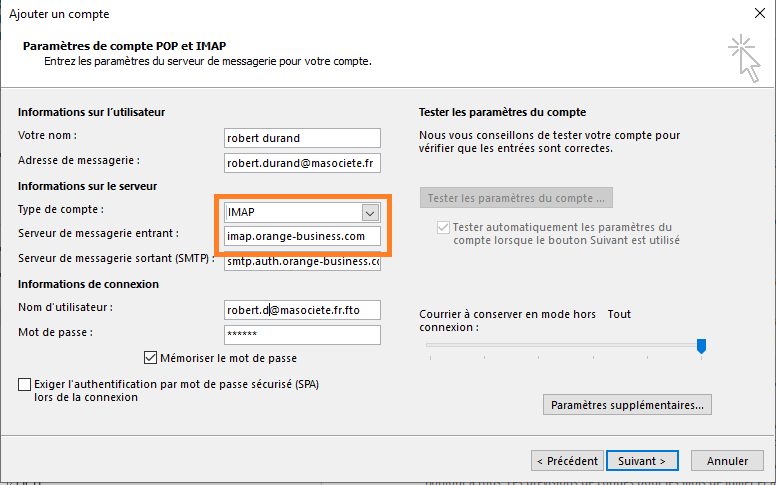 Ajouter un compte
Paramètres de compte POP et IMAP
Entrez les paramètres du serveur de messagerie pour votre compte.
Informations sur l'utilisateur
Votre nom :
robert durand
Adresse de messagerie :
robert.durand@masociete.fr
Informations sur le serveur
Type de compte :
IMAP
Serveur de messagerie entrant :
imap.orange-business.com
Serveur de messagerie sortant (SMTP) :
smtp.auth.orange-business.co
Informations de connexion
Nom d'utilisateur :
robert.d@masociete.fr.fto
Mot de passe :
******
Mémoriser le mot de passe
Exiger l'authentification par mot de passe sécurisé (SPA)
lors de la connexion
Tester les paramètres du compte
Nous vous conseillons de tester votre compte pour
vérifier que les entrées sont correctes.
Tester les paramètres du compte ...
Tester automatiquement les paramètres du
compte lorsque le bouton Suivant est utilisé
Courrier à conserver en mode hors
connexion :
Tout
Paramètres supplémentaires...
< Précédent
Suivant >
Annuler